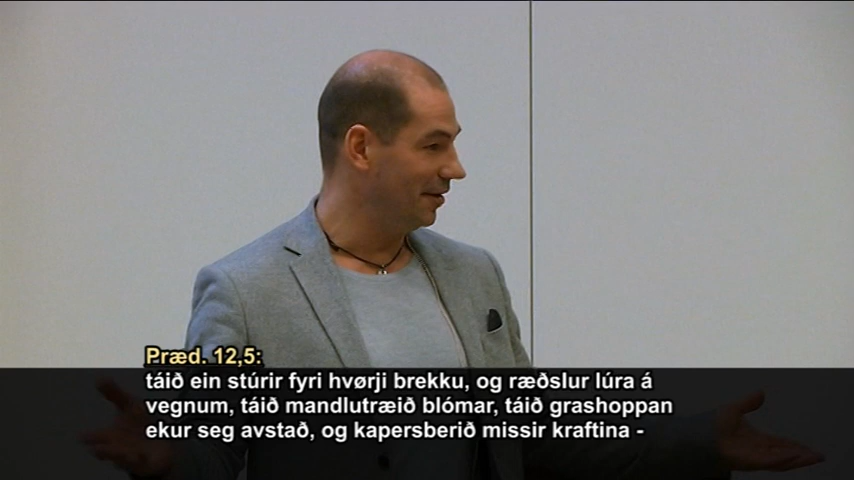 Præd. 12,5:
táið ein stúrir fyri hvørji brekku, og ræðslur lúra á
vegnum, táið mandlutræið blómar, táið grashoppan
ekur seg avstað, og kapersberið missir kraftina -